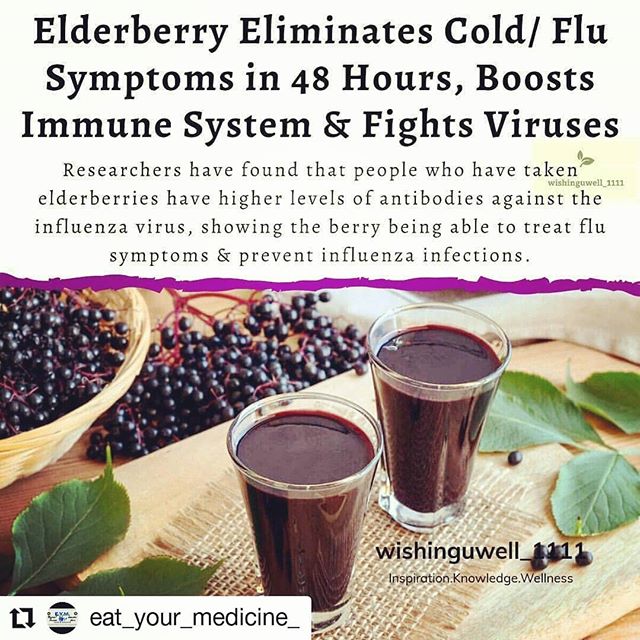 Elderberry Eliminates Cold/ Flu
Symptoms in 48 Hours, Boosts
Immune System & Fights Viruses
Researchers have found that people who have taken
elderberries have higher levels of antibodies against the
influenza virus, showing the berry being able to treat flu
symptoms & prevent influenza infections.
wishinguwell_1111
wishinguwell_1111
Inspiration.Knowledge.Wellness
eat_your_medicine_